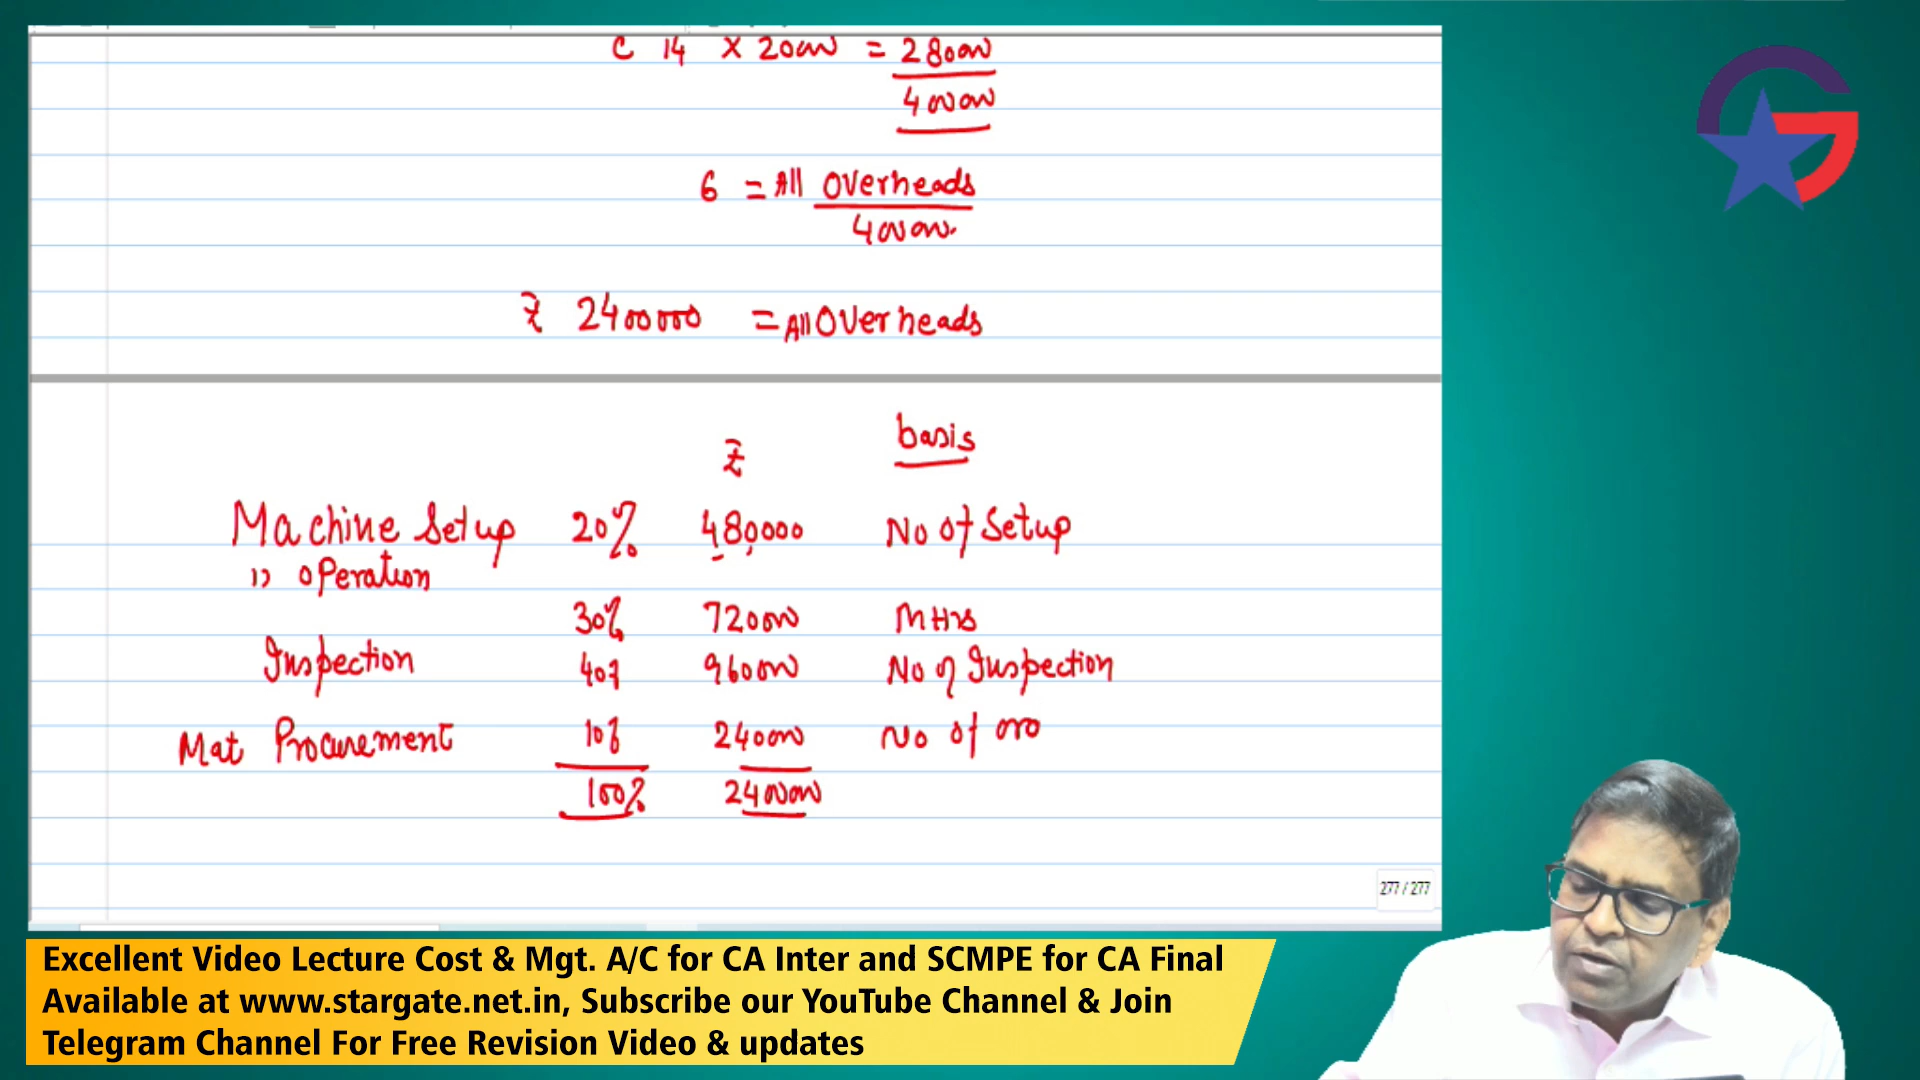 C 14 X 20000 = 280000
400000
6 = All Overheads
400000.
₹ 2400000 = All Overheads
₹ basis
Machine Setup 20% 480000 No of Setup
" operation
30% 720000 M Hrs
Inspection 40% 960000 No of Inspection
Mat Procurement 10% 240000 No of
100% 2400000
277 / 277
Excellent Video Lecture Cost & Mgt. A/C for CA Inter and SCMPE for CA Final
Available at www.stargate.net.in, Subscribe our YouTube Channel & Join
Telegram Channel For Free Revision Video & updates